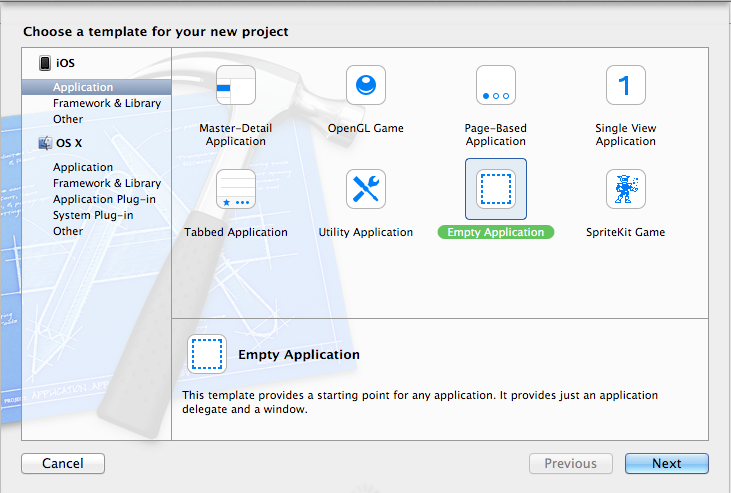 Choose a template for your new project
iOS
Application
Framework & Library
Other
OS X
Application
Framework & Library
Application Plug-in
System Plug-in
Other
Master-Detail
Application
OpenGL Game
Page-Based
Application
1
Single View
Application
Tabbed Application
Utility Application
Empty Application
SpriteKit Game
Empty Application
This template provides a starting point for any application. It provides just an application
delegate and a window.
Cancel
Previous
Next